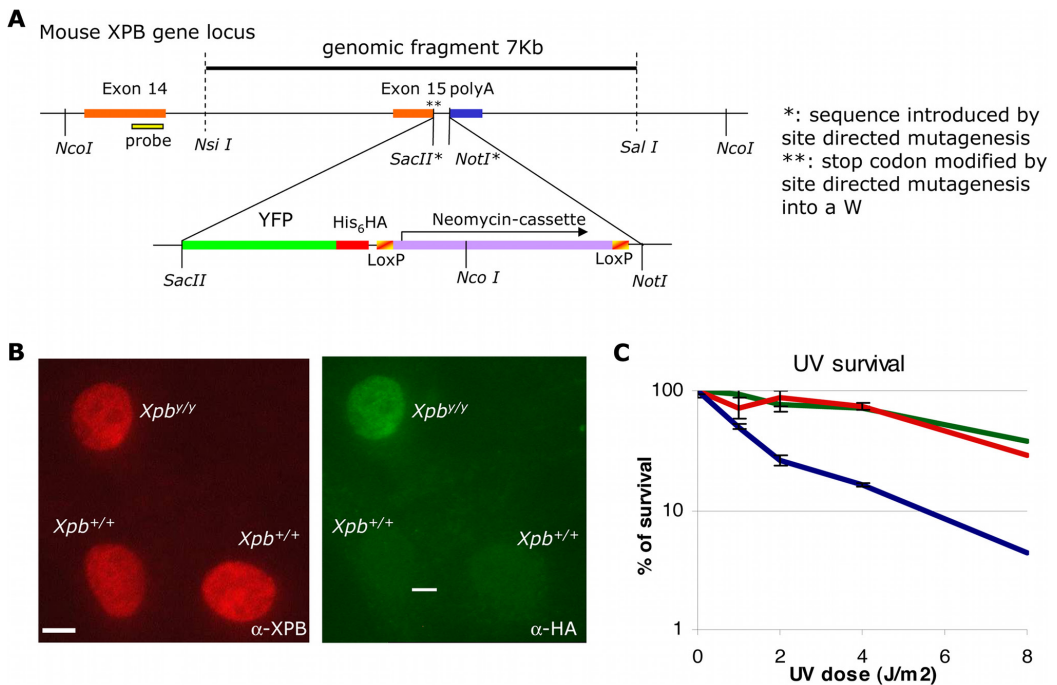 A
Mouse XPB gene locus
genomic fragment 7Kb
Exon 14
Exon 15 polyA
**
probe
NcoI
Nsi I
SacII*
NotI*
Sal I
NcoI
*: sequence introduced by
site directed mutagenesis
**: stop codon modified by
site directed mutagenesis
into a W
YFP
His6HA
Neomycin-cassette
LoxP
LoxP
SacII
Nco I
NotI
B
Xpby/y
Xpb+/+
Xpb+/+
α-XPB
Xpby/y
Xpb+/+
Xpb+/+
α-HA
C
UV survival
% of survival
100
10
1
0
2
4
6
8
UV dose (J/m2)